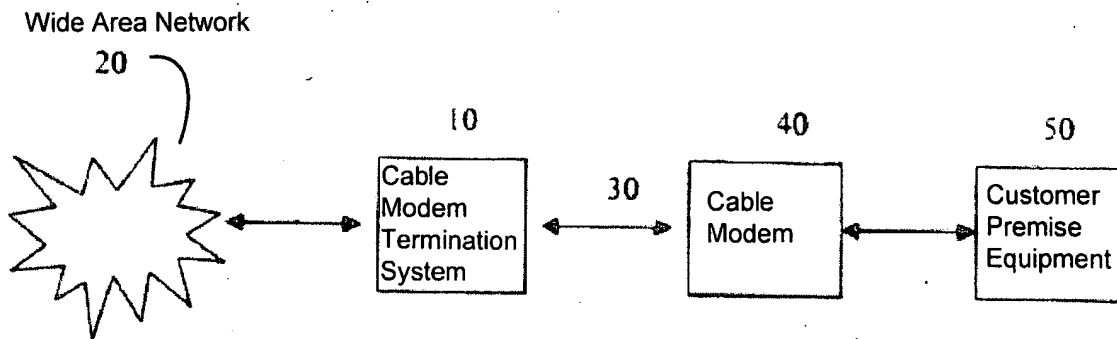 Wide Area Network
20
10
40
50
30
Cable
Modem
Termination
System
Cable
Modem
Customer
Premise
Equipment